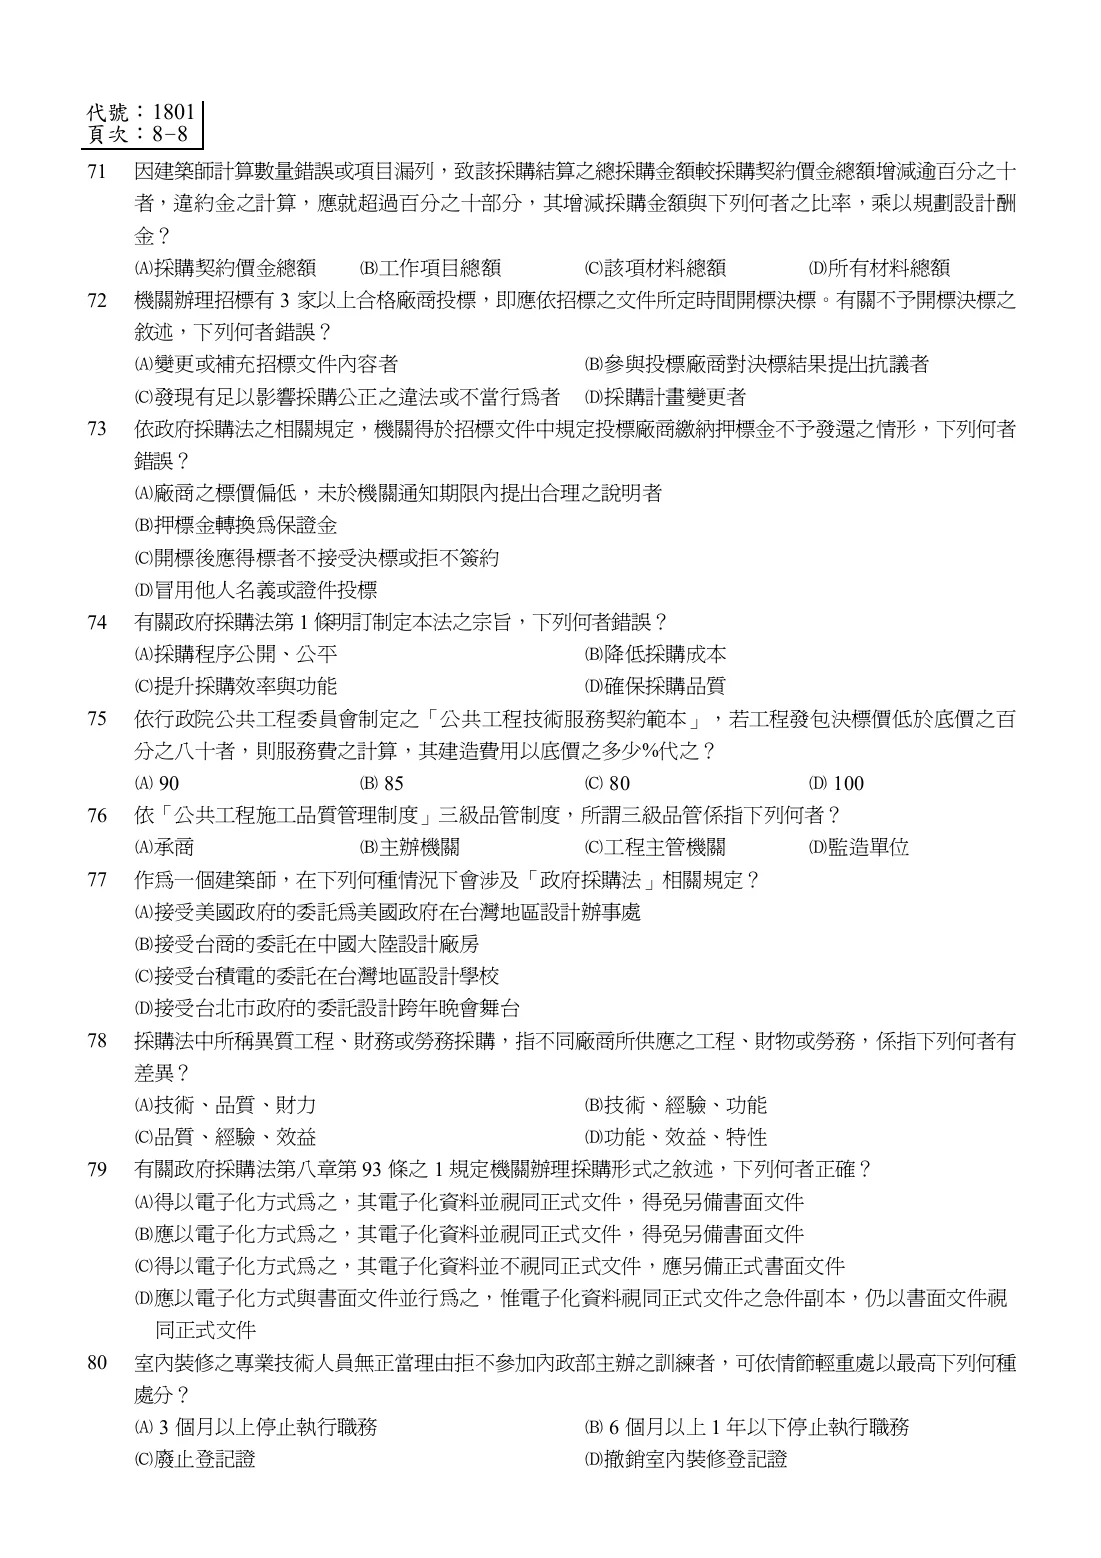 代號：1801
頁次：8-8
71 因建築師計算數量錯誤或項目漏列，致該採購結算之總採購金額較採購契約價金總額增減逾百分之十
者，違約金之計算，應就超過百分之十部分，其增減採購金額與下列何者之比率，乘以規劃設計酬
金？
(A)採購契約價金總額 (B)工作項目總額 (C)該項材料總額 (D)所有材料總額
72 機關辦理招標有 3 家以上合格廠商投標，即應依招標之文件所定時間開標決標。有關不予開標決標之
敘述，下列何者錯誤？
(A)變更或補充招標文件內容者 (B)參與投標廠商對決標結果提出抗議者
(C)發現有足以影響採購公正之違法或不當行為者 (D)採購計畫變更者
73 依政府採購法之相關規定，機關得於招標文件中規定投標廠商繳納押標金不予發還之情形，下列何者
錯誤？
(A)廠商之標價偏低，未於機關通知期限內提出合理之說明者
(B)押標金轉換為保證金
(C)開標後應得標者不接受決標或拒不簽約
(D)冒用他人名義或證件投標
74 有關政府採購法第 1 條明訂制定本法之宗旨，下列何者錯誤？
(A)採購程序公開、公平 (B)降低採購成本
(C)提升採購效率與功能 (D)確保採購品質
75 依行政院公共工程委員會制定之「公共工程技術服務契約範本」，若工程發包決標價低於底價之百
分之八十者，則服務費之計算，其建造費用以底價之多少%代之？
(A) 90 (B) 85 (C) 80 (D) 100
76 依「公共工程施工品質管理制度」三級品管制度，所謂三級品管係指下列何者？
(A)承商 (B)主辦機關 (C)工程主管機關 (D)監造單位
77 作為一個建築師，在下列何種情況下會涉及「政府採購法」相關規定？
(A)接受美國政府的委託為美國政府在台灣地區設計辦事處
(B)接受台商的委託在中國大陸設計廠房
(C)接受台積電的委託在台灣地區設計學校
(D)接受台北市政府的委託設計跨年晚會舞台
78 採購法中所稱異質工程、財務或勞務採購，指不同廠商所供應之工程、財物或勞務，係指下列何者有
差異？
(A)技術、品質、財力 (B)技術、經驗、功能
(C)品質、經驗、效益 (D)功能、效益、特性
79 有關政府採購法第八章第 93 條之 1 規定機關辦理採購形式之敘述，下列何者正確？
(A)得以電子化方式為之，其電子化資料並視同正式文件，得免另備書面文件
(B)應以電子化方式為之，其電子化資料並視同正式文件，得免另備書面文件
(C)得以電子化方式為之，其電子化資料並不視同正式文件，應另備正式書面文件
(D)應以電子化方式與書面文件並行為之，惟電子化資料視同正式文件之急件副本，仍以書面文件視
同正式文件
80 室內裝修之專業技術人員無正當理由拒不參加內政部主辦之訓練者，可依情節輕重處以最高下列何種
處分？
(A) 3 個月以上停止執行職務 (B) 6 個月以上 1 年以下停止執行職務
(C)廢止登記證 (D)撤銷室內裝修登記證